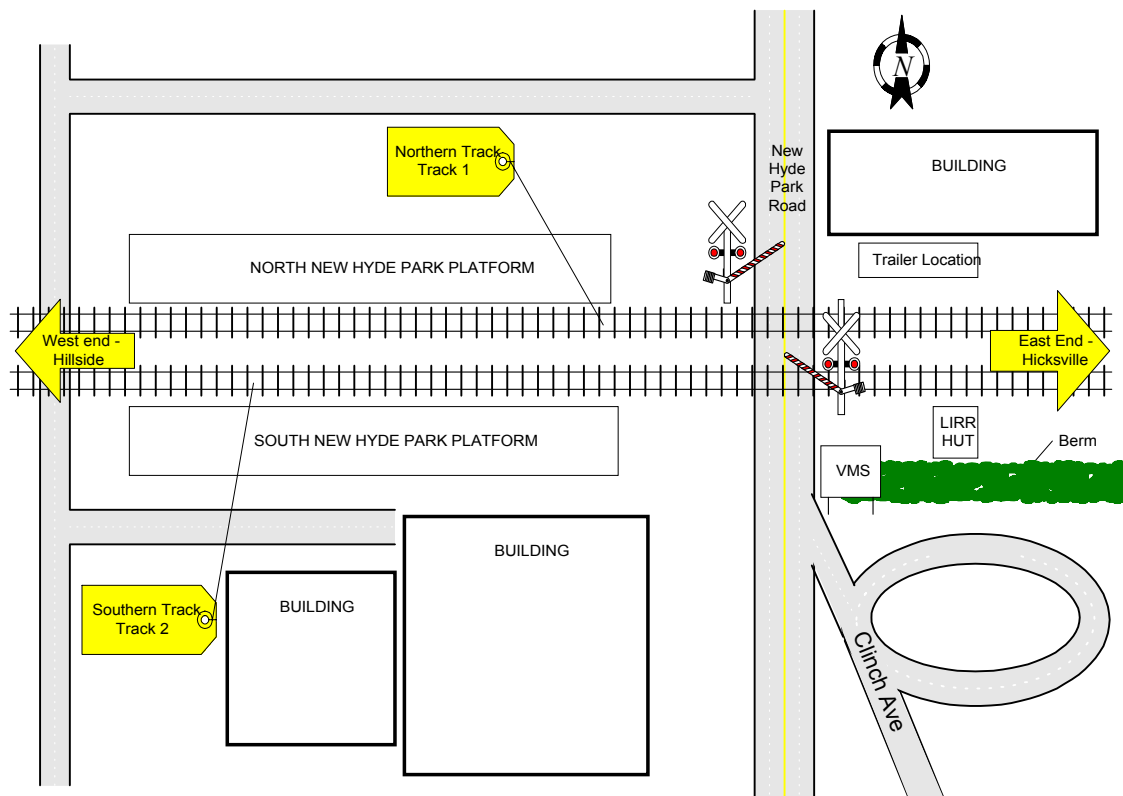 N
Northern Track
Track 1
New
Hyde
Park
Road
BUILDING
NORTH NEW HYDE PARK PLATFORM
Trailer Location
West end -
Hillside
East End -
Hicksville
SOUTH NEW HYDE PARK PLATFORM
LIRR
HUT
Berm
VMS
BUILDING
BUILDING
Southern Track
Track 2
Clinch Ave